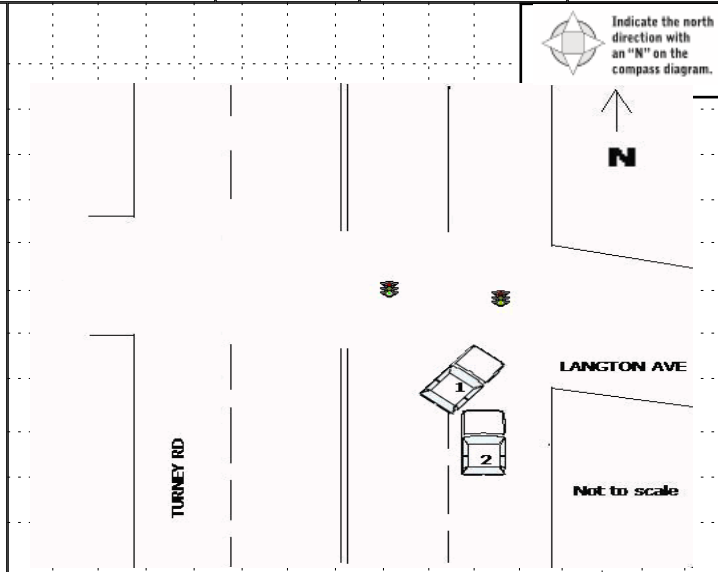 Indicate the north
direction with
an “N” on the
compass diagram.
N
LANGTON AVE
1
2
TURNEY RD
Not to scale